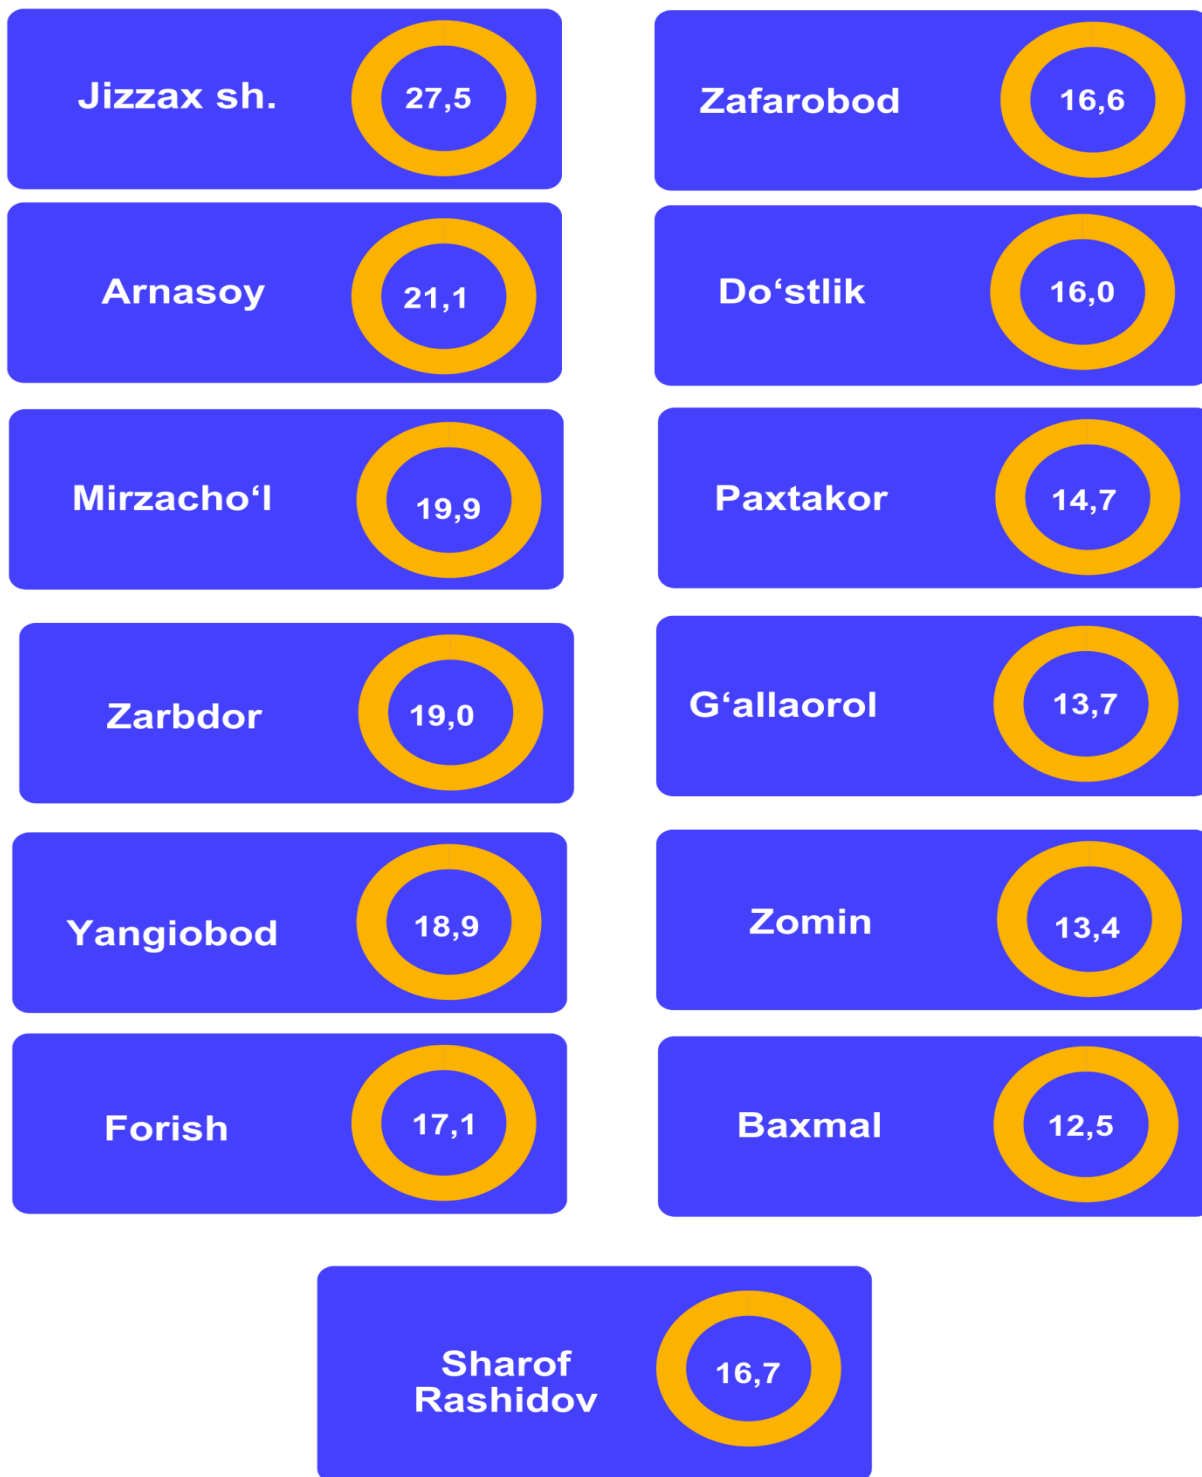 Jizzax sh.
27,5
Zafarobod
16,6
Arnasoy
21,1
Do‘stlik
16,0
Mirzacho‘l
19,9
Paxtakor
14,7
Zarbdor
19,0
G‘allaorol
13,7
Yangiobod
18,9
Zomin
13,4
Forish
17,1
Baxmal
12,5
Sharof
Rashidov
16,7